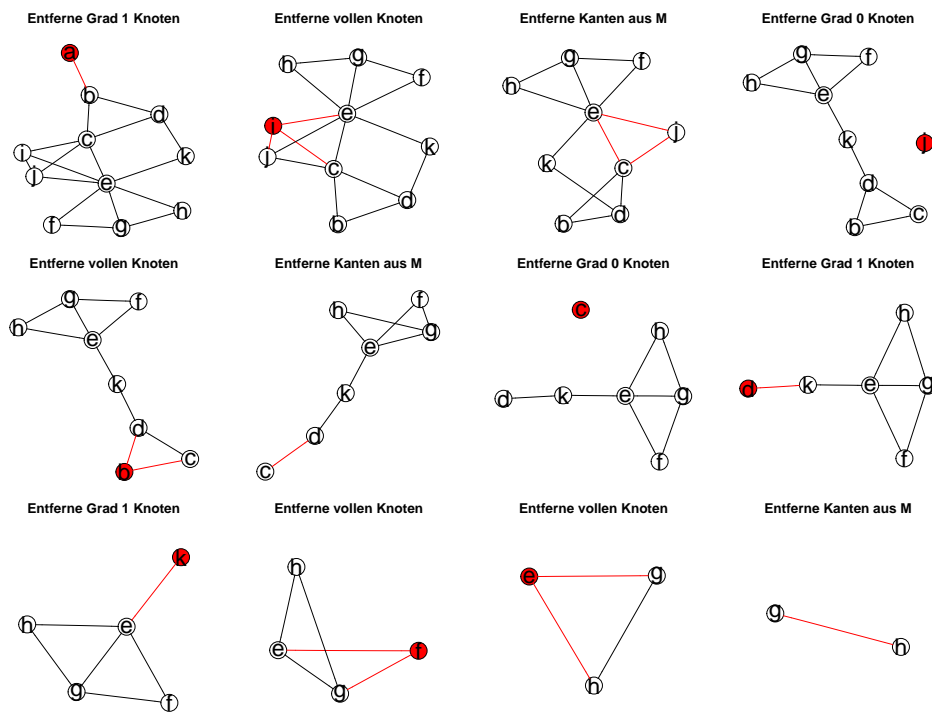 Entferne Grad 1 Knoten
a
b
d
c
i
k
j
e
h
f
g
Entferne vollen Knoten
g
h
f
e
i
k
j
c
d
b
Entferne Kanten aus M
g
f
h
e
j
k
c
d
b
Entferne Grad 0 Knoten
g
f
h
e
k
j
d
c
b
Entferne vollen Knoten
g
f
h
e
k
d
c
b
Entferne Kanten aus M
f
h
g
e
k
d
c
Entferne Grad 0 Knoten
c
h
k
e
g
d
f
Entferne Grad 1 Knoten
h
d
k
e
g
f
Entferne Grad 1 Knoten
k
h
e
g
f
Entferne vollen Knoten
h
e
f
g
Entferne vollen Knoten
e
g
h
Entferne Kanten aus M
g
h